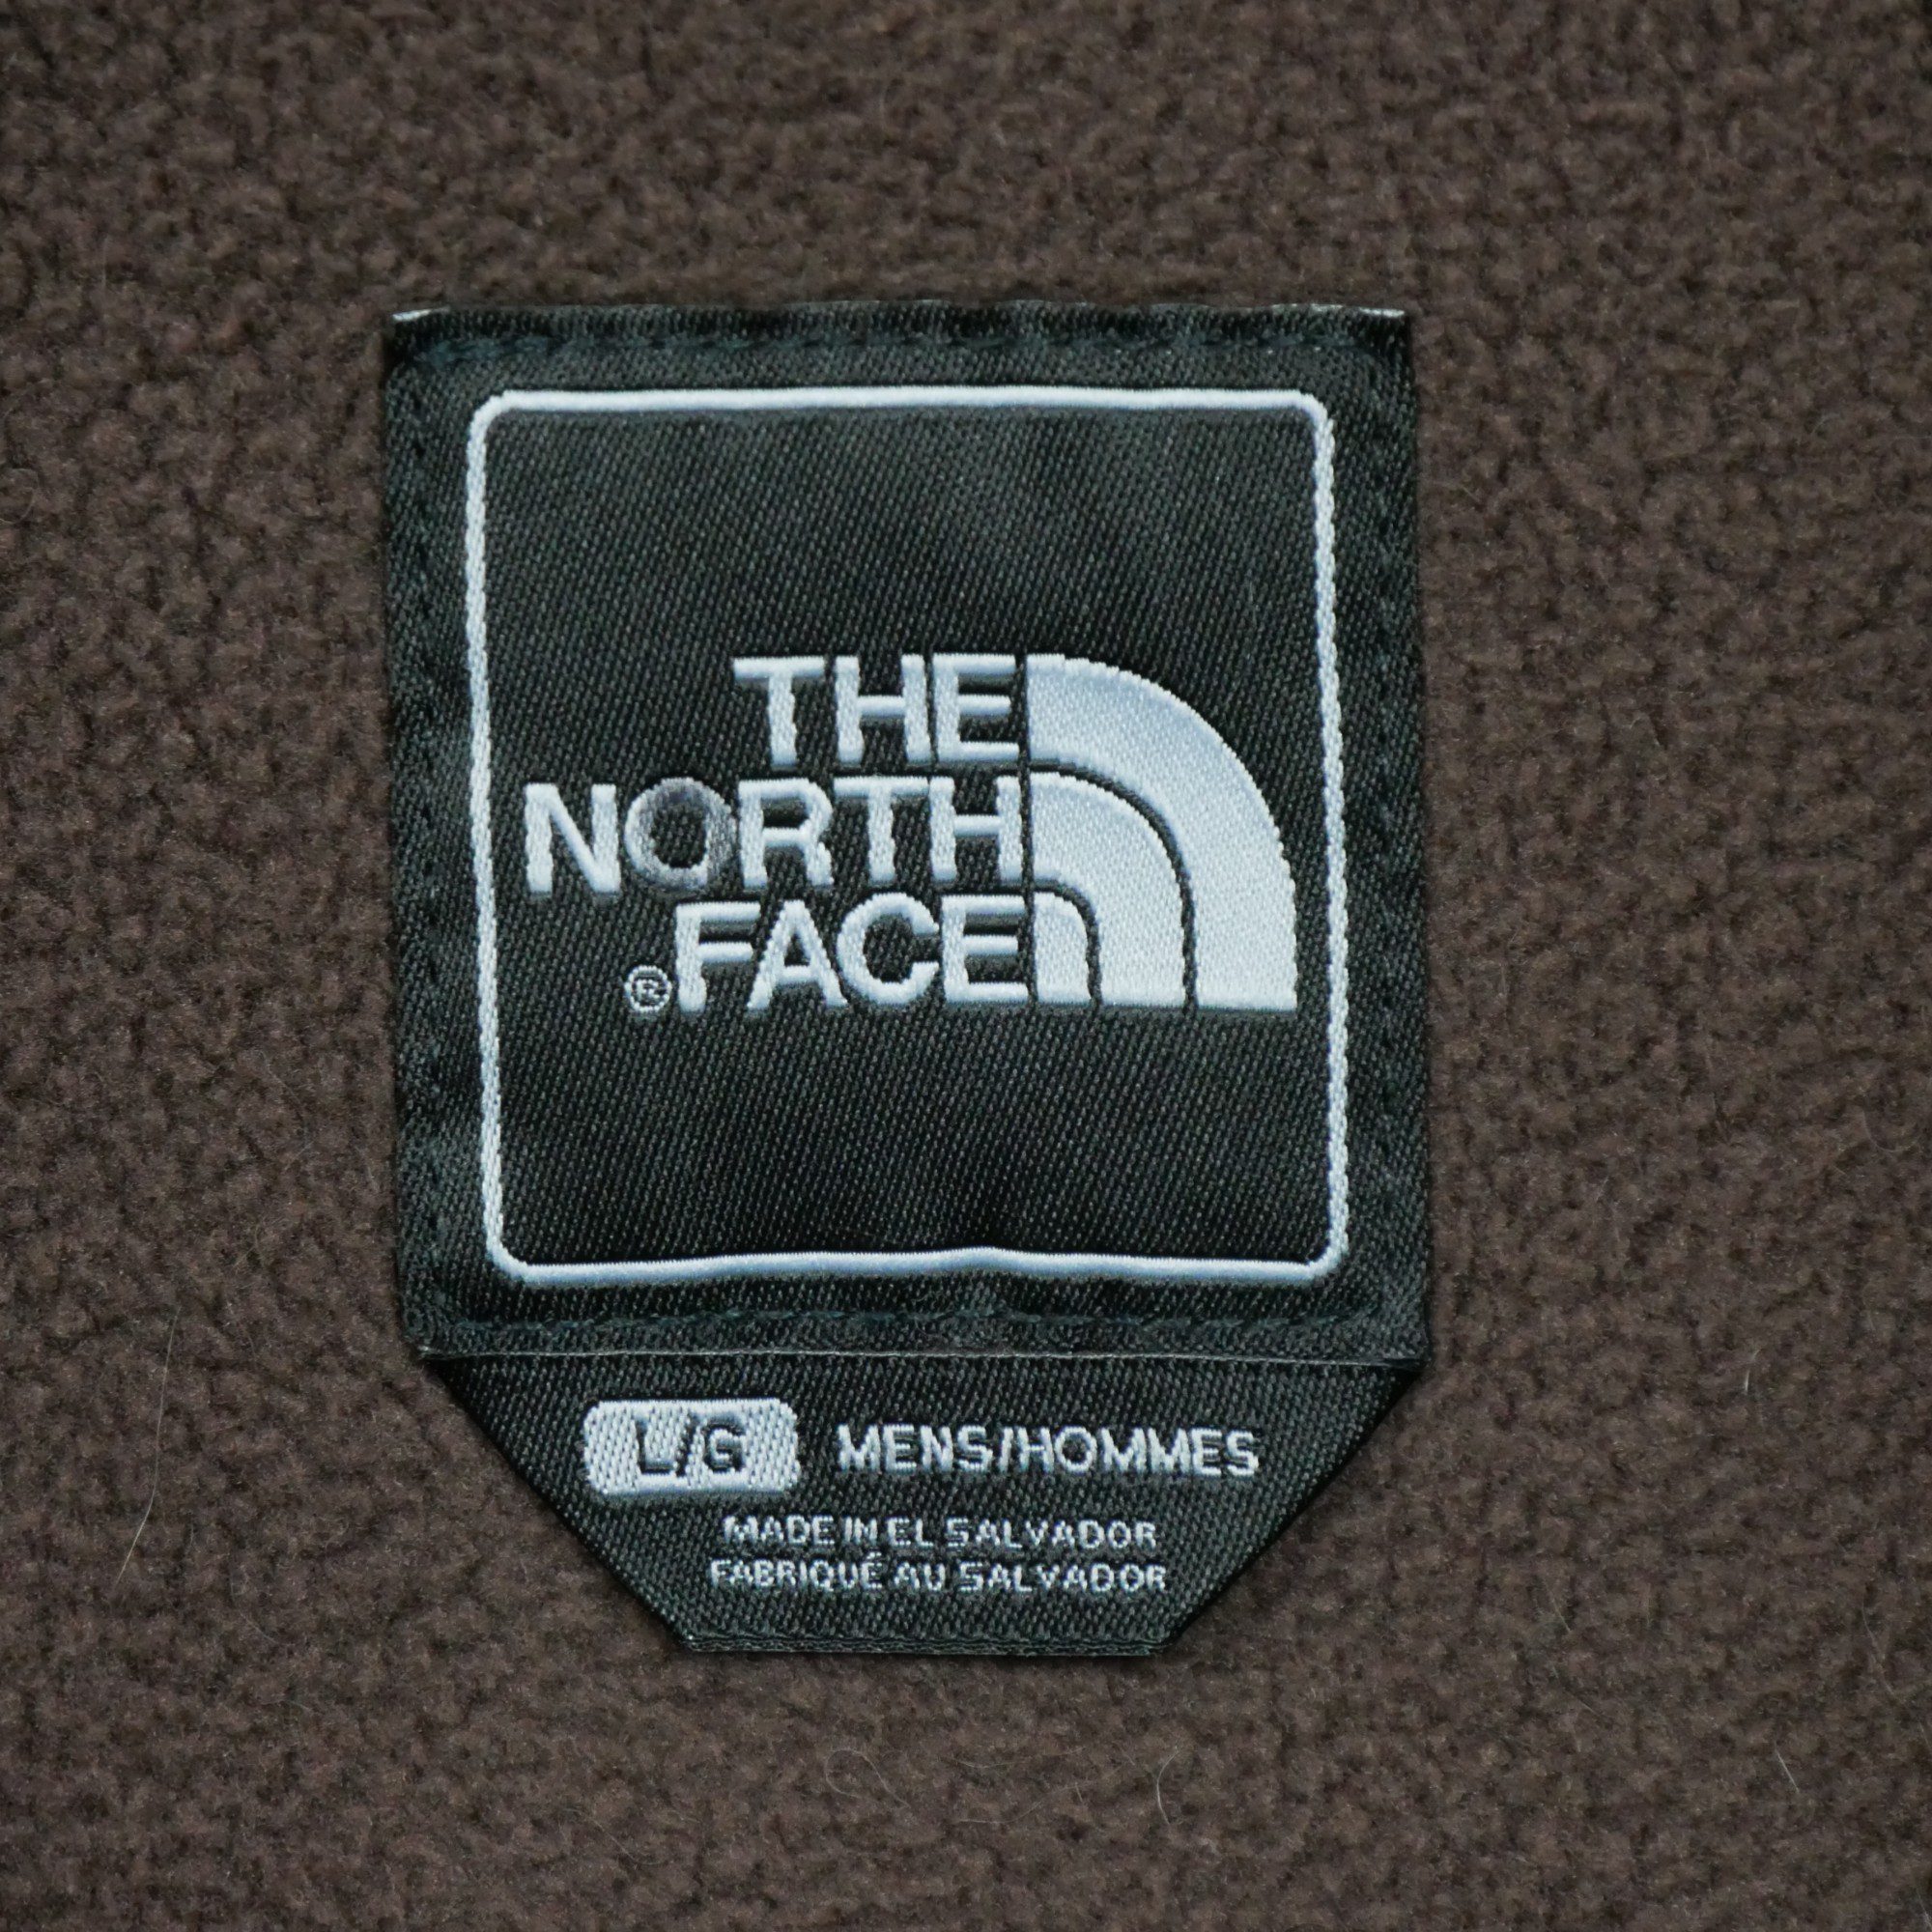 THE
NORTH
®FACE
L/G MENS/HOMMES
MADE IN EL SALVADOR
FABRIQUÉ AU SALVADOR